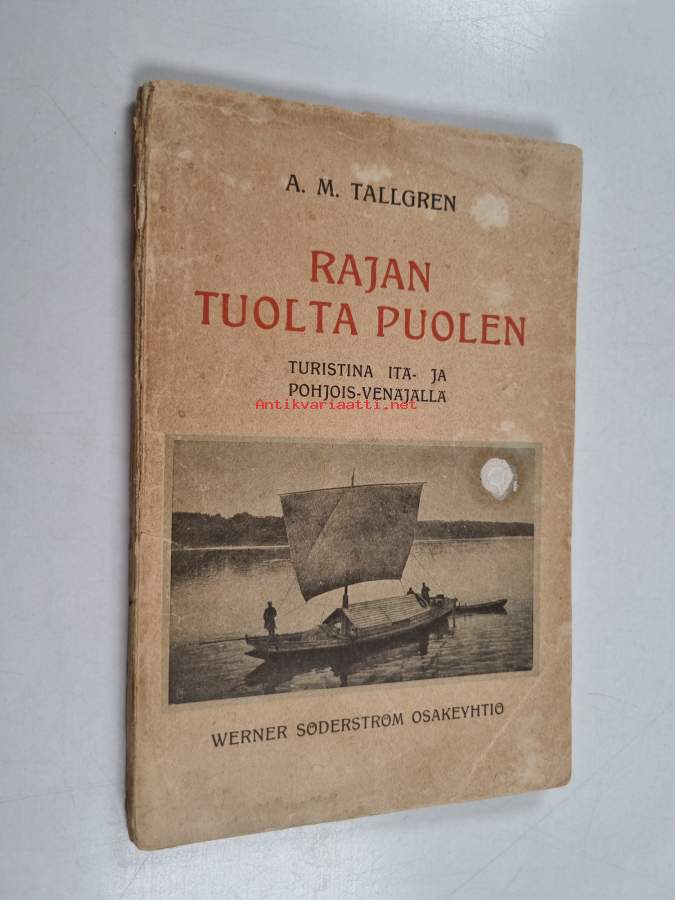 A. M. TALLGREN
RAJAN
TUOLTA PUOLEN
TURISTINA ITÄ- JA
POHJOIS-VENÄJÄLLÄ
Antikvariaatti.net
WERNER SÖDERSTRÖM OSAKEYHTIÖ